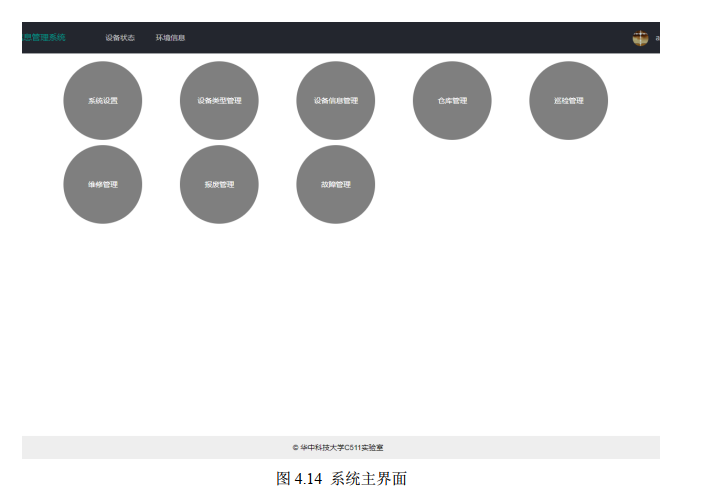 息管理系统 设备状态 环境信息 a
系统设置 设备类型管理 设备信息管理 仓库管理 巡检管理
维修管理 报废管理 故障管理
© 华中科技大学C511实验室
图 4.14 系统主界面